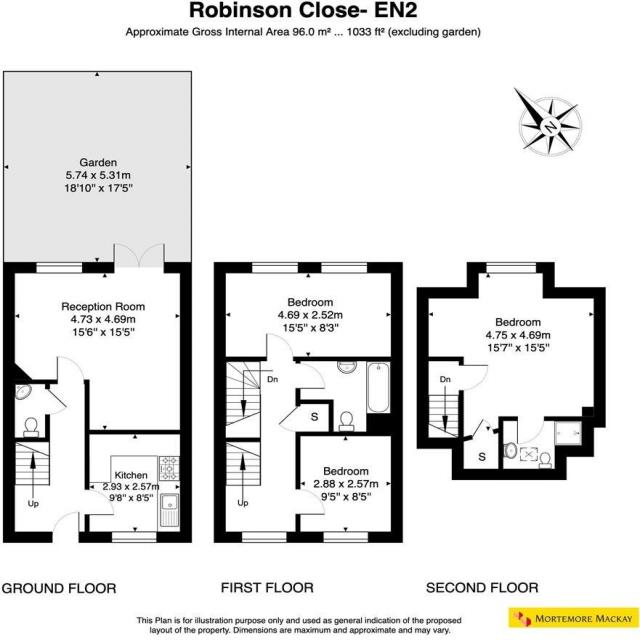 Robinson Close- EN2
Approximate Gross Internal Area 96.0 m² ... 1033 ft² (excluding garden)
N
Garden
5.74 x 5.31m
18'10" x 17'5"
Reception Room
4.73 x 4.69m
15'6" x 15'5"
Up
Kitchen
2.93 x 2.57m
9'8" x 8'5"
Bedroom
4.69 x 2.52m
15'5" x 8'3"
Dn
S
Up
Bedroom
2.88 x 2.57m
9'5" x 8'5"
Bedroom
4.75 x 4.69m
15'7" x 15'5"
Dn
S
GROUND FLOOR
FIRST FLOOR
SECOND FLOOR
This Plan is for illustration purpose only and used as general indication of the proposed
layout of the property. Dimensions are maximum and approximate and may vary.
MORTEMORE MACKAY